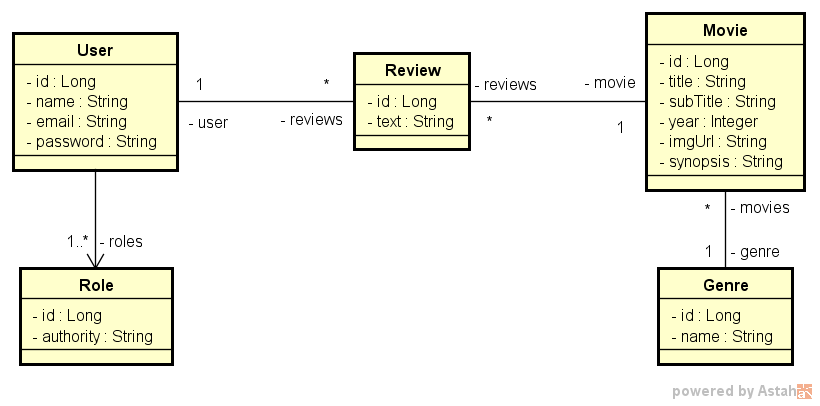 User
- id : Long
- name : String
- email : String
- password : String
1
*
- user
- reviews
Review
- id : Long
- text : String
- reviews
- movie
*
1
Movie
- id : Long
- title : String
- subTitle : String
- year : Integer
- imgUrl : String
- synopsis : String
1..*
- roles
Role
- id : Long
- authority : String
*
- movies
1
- genre
Genre
- id : Long
- name : String
powered by Astah